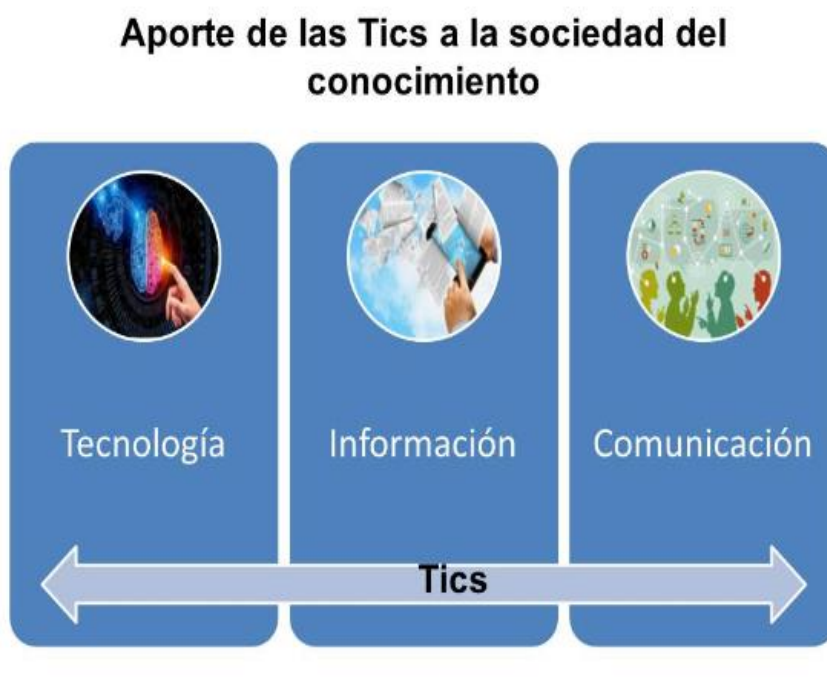 Aporte de las Tics a la sociedad del
conocimiento
Tecnología
Información
Comunicación
Tics